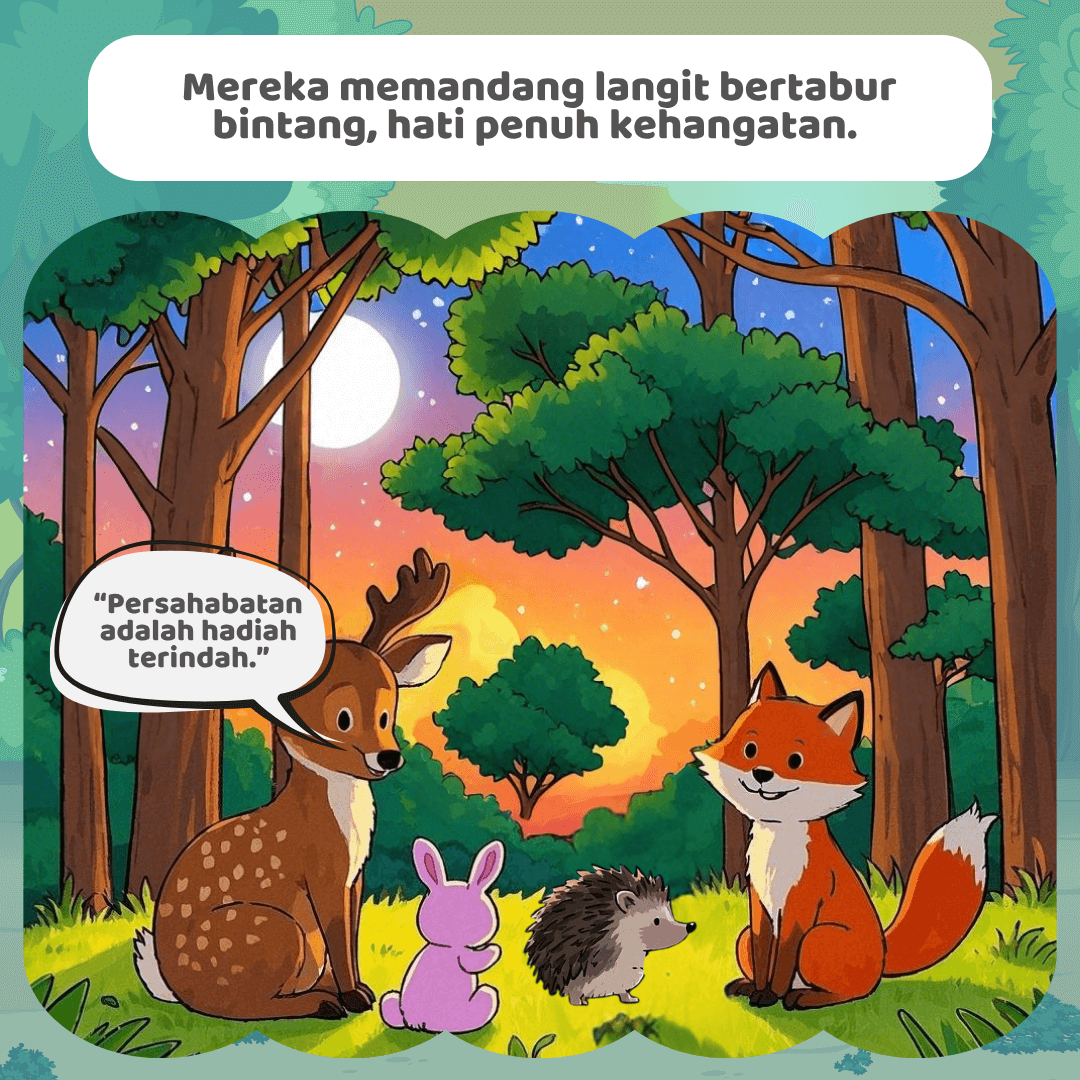 Mereka memandang langit bertabur
bintang, hati penuh kehangatan.
“Persahabatan
adalah hadiah
terindah.”